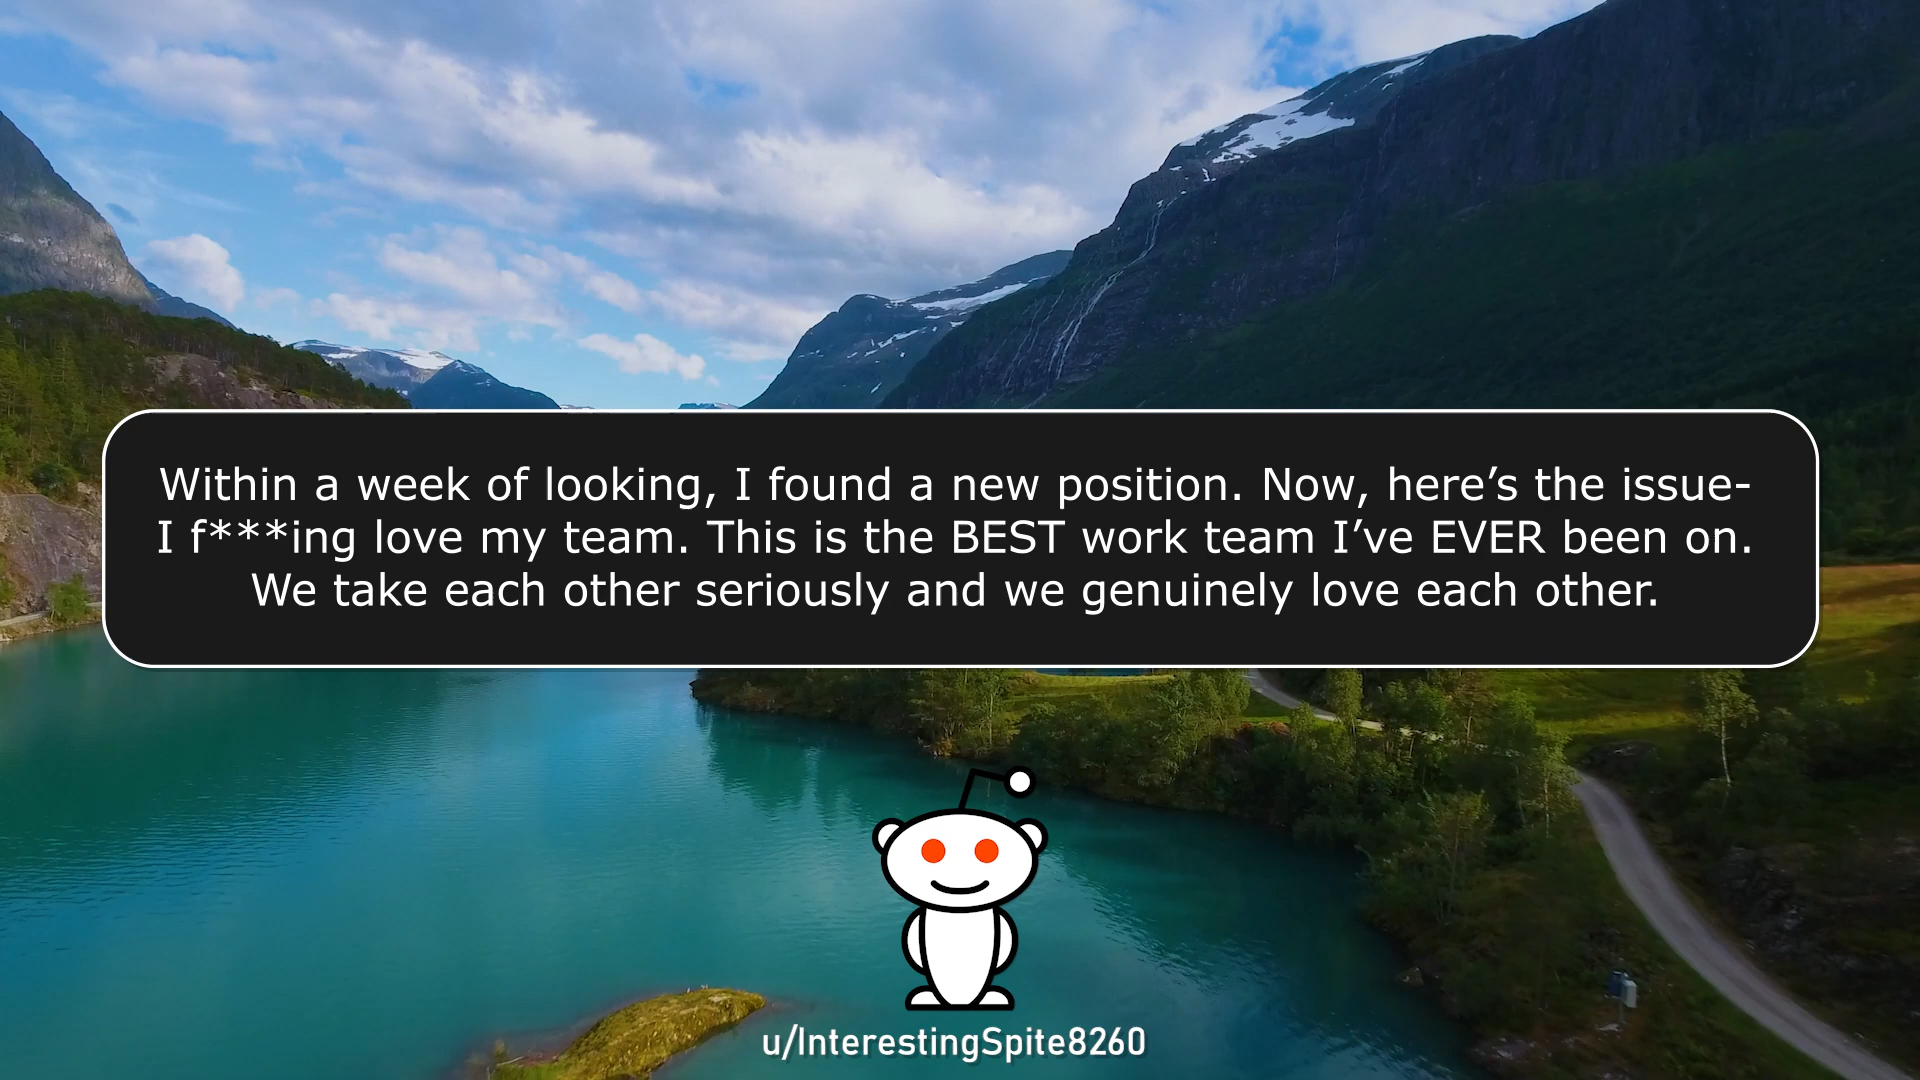 Within a week of looking, I found a new position. Now, here’s the issue-
I f***ing love my team. This is the BEST work team I’ve EVER been on.
We take each other seriously and we genuinely love each other.
u/InterestingSpite8260